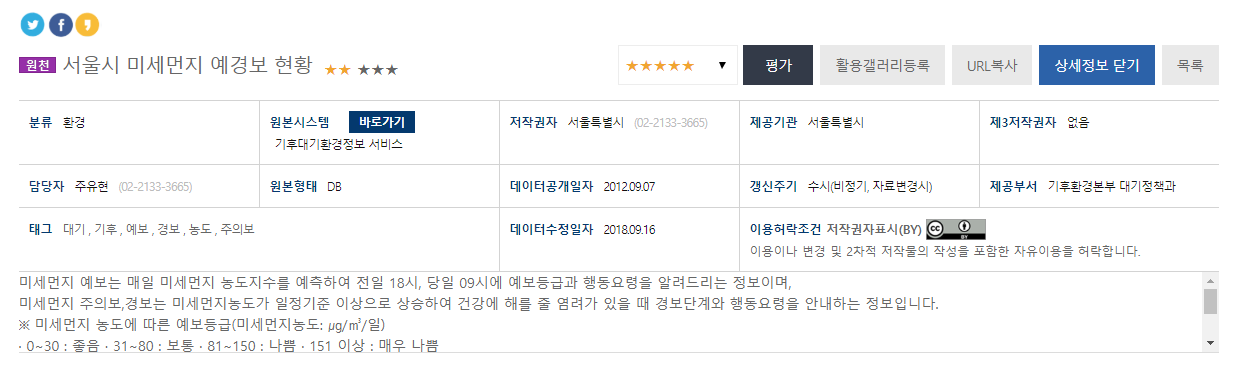 원천 서울시 미세먼지 예경보 현황 ★★★★★
★★★★★ ▼ 평가 활용갤러리등록 URL복사 상세정보 닫기 목록
분류 환경
원본시스템 바로가기
기후대기환경정보 서비스
저작권자 서울특별시 (02-2133-3665)
제공기관 서울특별시
제3저작권자 없음
담당자 주유현 (02-2133-3665)
원본형태 DB
데이터공개일자 2012.09.07
갱신주기 수시(비정기, 자료변경시)
제공부서 기후환경본부 대기정책과
태그 대기 , 기후 , 예보 , 경보 , 농도 , 주의보
데이터수정일자 2018.09.16
이용허락조건 저작권자표시(BY) cc BY
이용이나 변경 및 2차적 저작물의 작성을 포함한 자유이용을 허락합니다.
미세먼지 예보는 매일 미세먼지 농도지수를 예측하여 전일 18시, 당일 09시에 예보등급과 행동요령을 알려드리는 정보이며,
미세먼지 주의보,경보는 미세먼지농도가 일정기준 이상으로 상승하여 건강에 해를 줄 염려가 있을 때 경보단계와 행동요령을 안내하는 정보입니다.
※ 미세먼지 농도에 따른 예보등급(미세먼지농도: ㎍/㎥/일)
· 0~30 : 좋음 · 31~80 : 보통 · 81~150 : 나쁨 · 151 이상 : 매우 나쁨